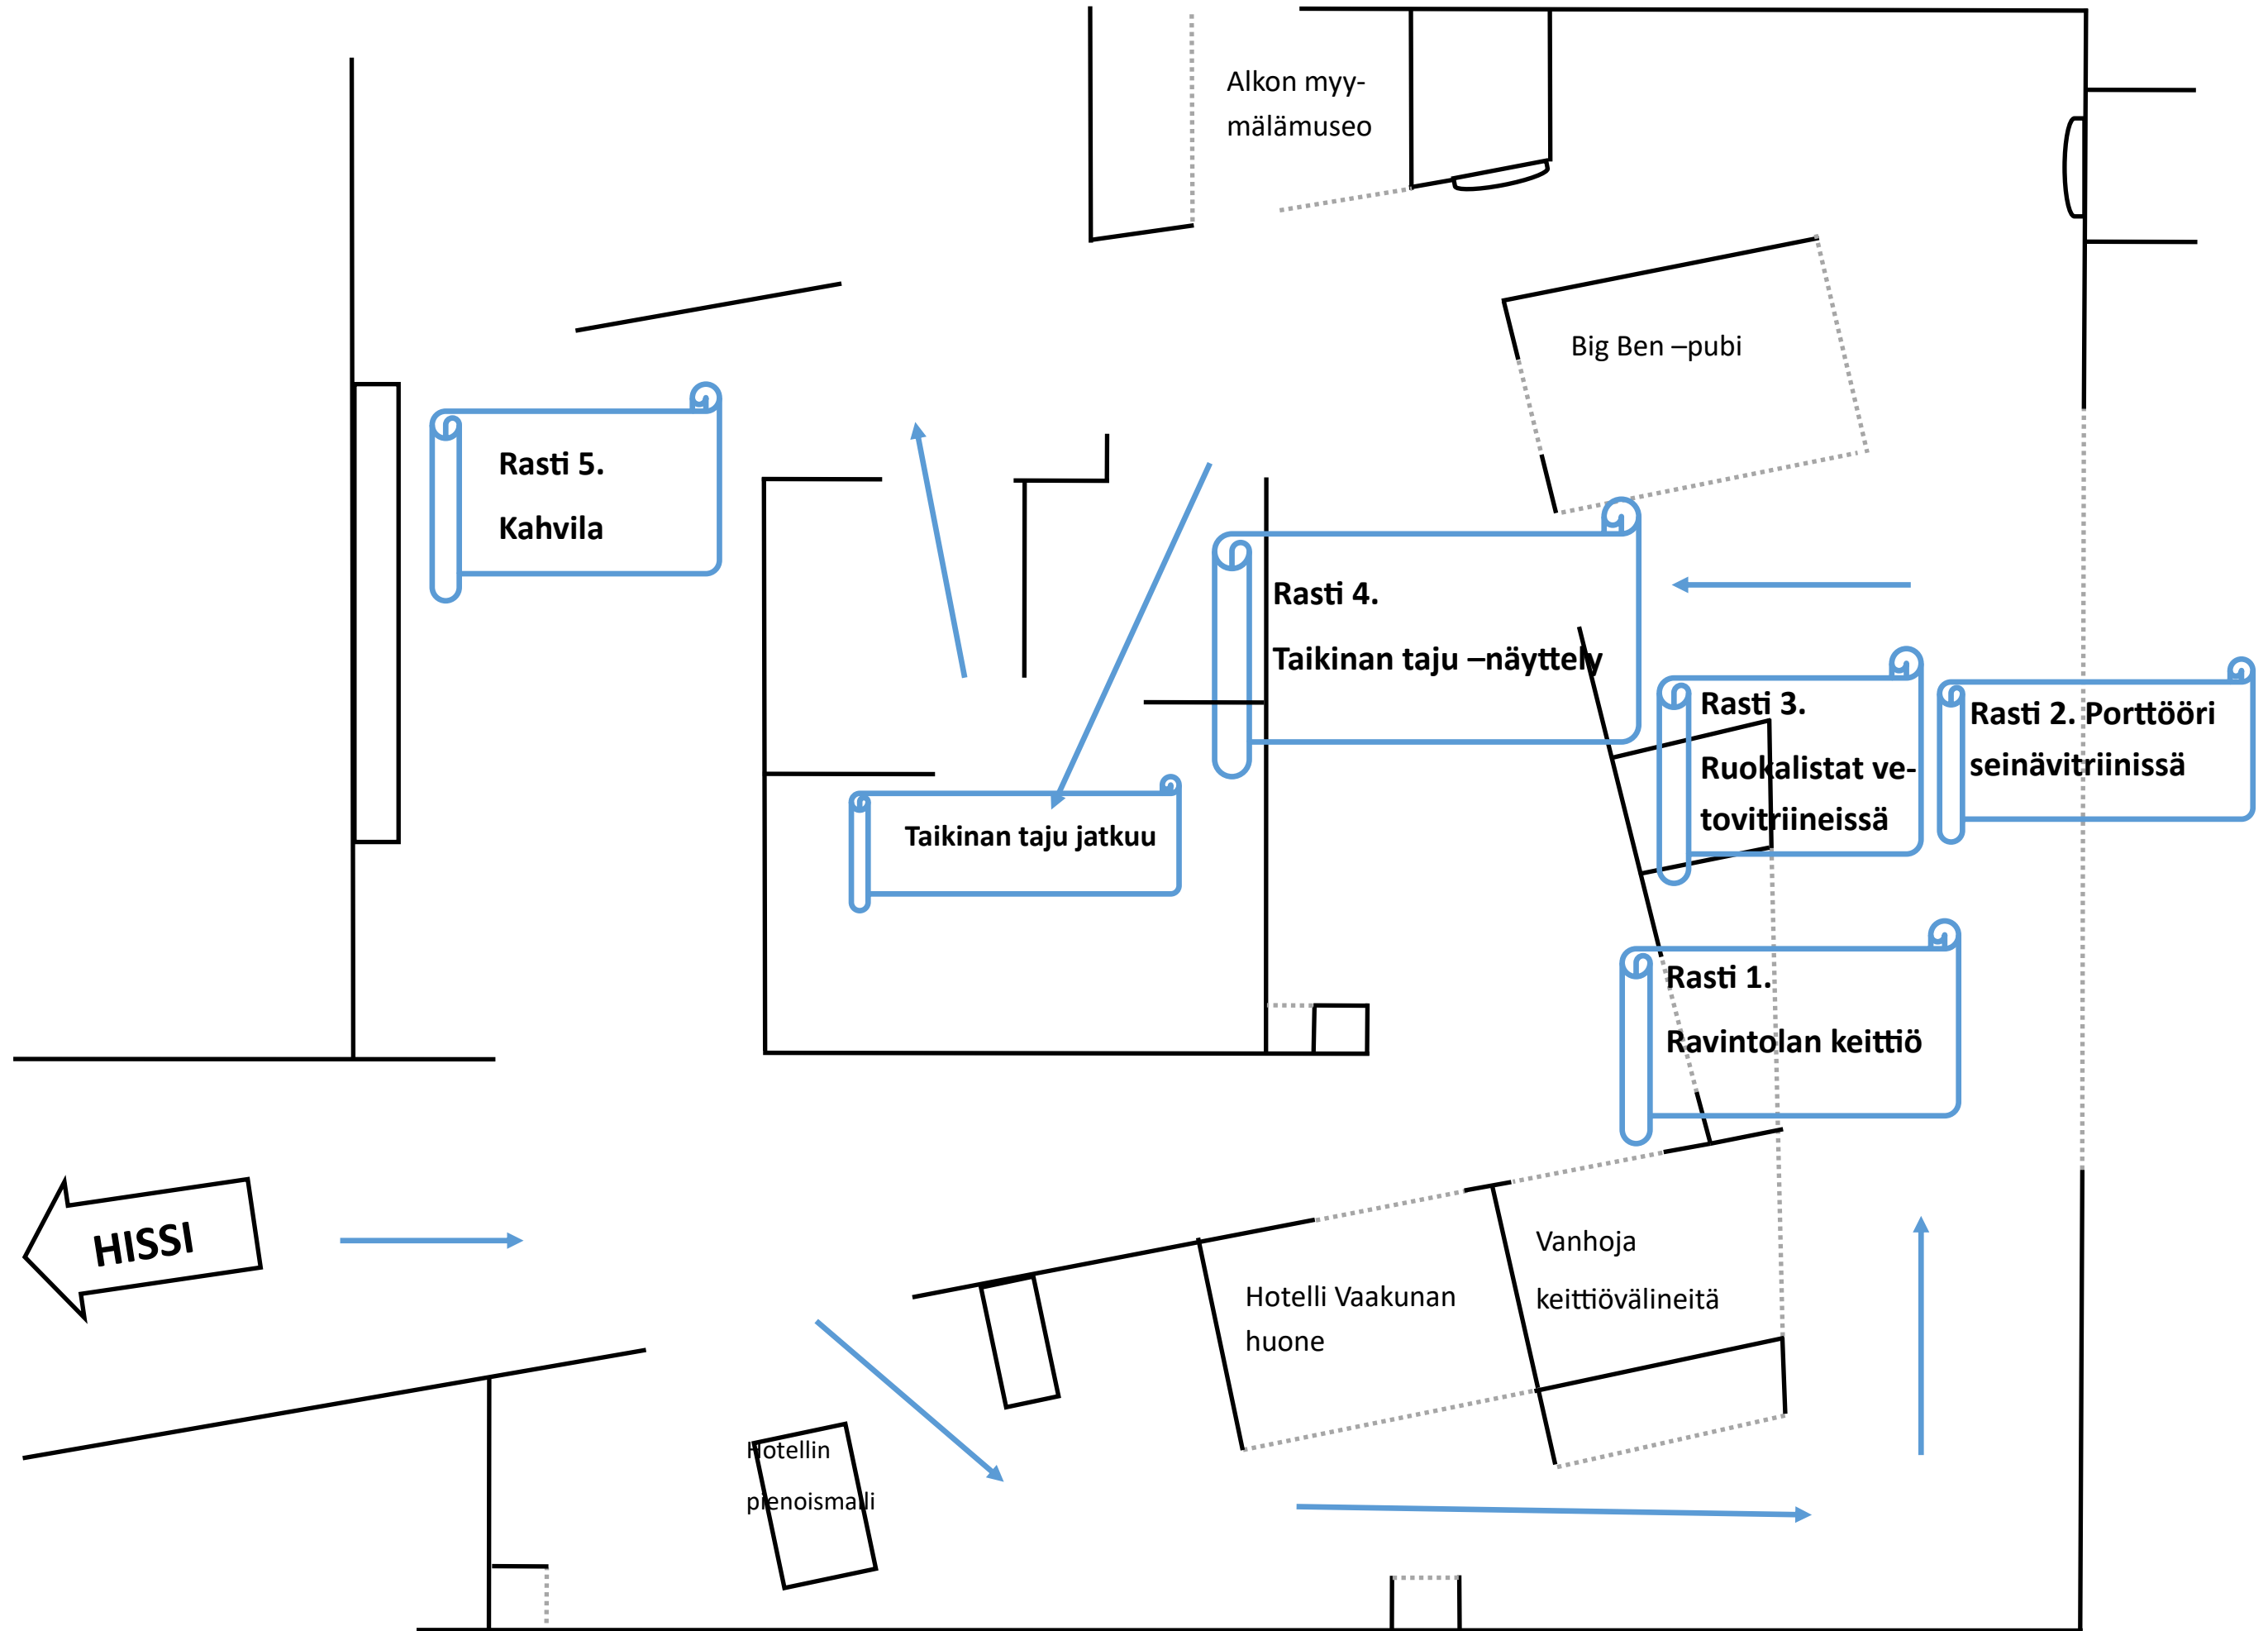 Alkon myy-
mälämuseo
Big Ben –pubi
Rasti 5.
Kahvila
Rasti 4.
Taikinan taju –näyttely
Rasti 3.
Ruokalistat ve-
tovitriineissä
Rasti 2. Porttööri
seinävitriinissä
Taikinan taju jatkuu
Rasti 1.
Ravintolan keittiö
HISSI
Vanhoja
keittiövälineitä
Hotelli Vaakunan
huone
Hotellin
pienoismalli